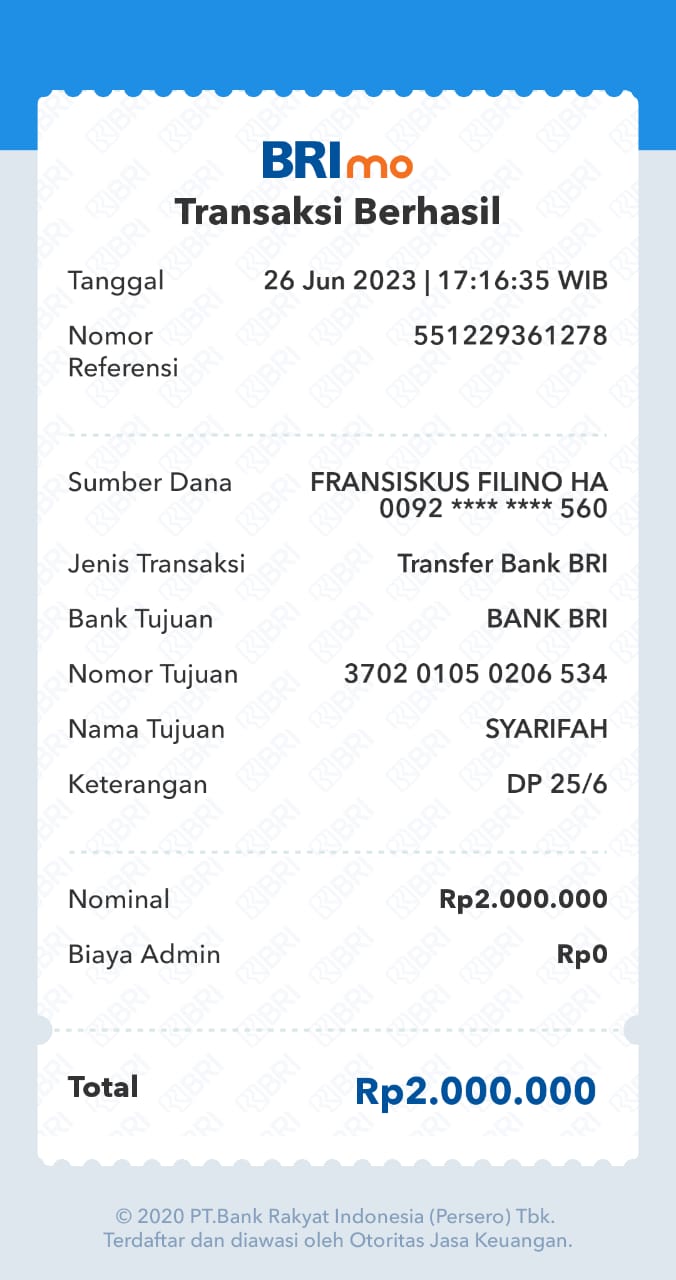 BRImo
Transaksi Berhasil
Tanggal 26 Jun 2023 | 17:16:35 WIB
Nomor Referensi 551229361278
Sumber Dana FRANSISKUS FILINO HA
0092 **** **** 560
Jenis Transaksi Transfer Bank BRI
Bank Tujuan BANK BRI
Nomor Tujuan 3702 0105 0206 534
Nama Tujuan SYARIFAH
Keterangan DP 25/6
Nominal Rp2.000.000
Biaya Admin Rp0
Total Rp2.000.000
© 2020 PT.Bank Rakyat Indonesia (Persero) Tbk.
Terdaftar dan diawasi oleh Otoritas Jasa Keuangan.